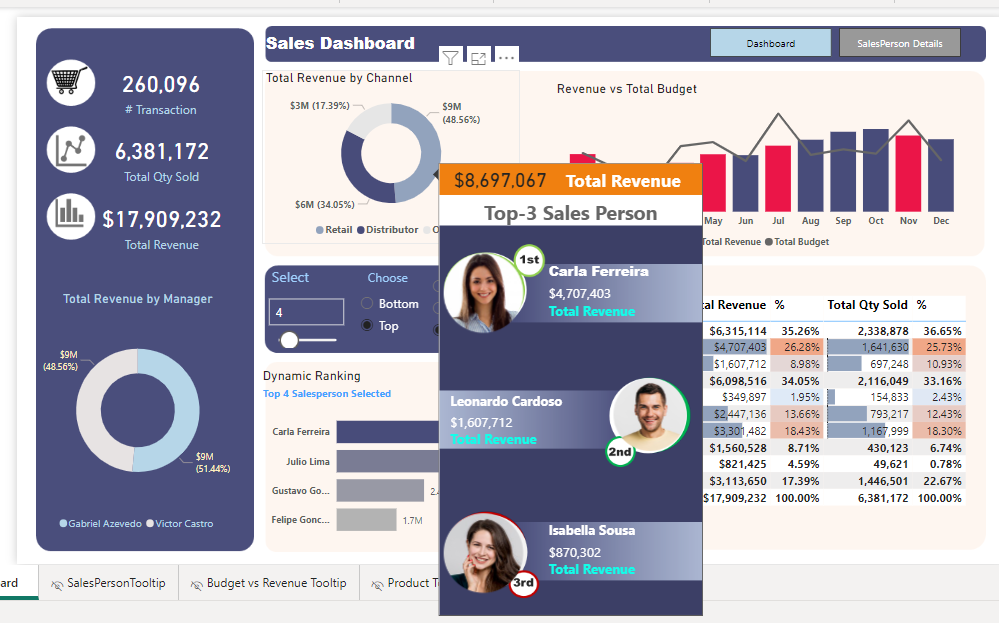 Sales Dashboard
Dashboard
SalesPerson Details
260,096
# Transaction
6,381,172
Total Qty Sold
$17,909,232
Total Revenue
Total Revenue by Manager
$9M
(48.56%)
$9M
(51.44%)
Gabriel Azevedo
Victor Castro
Total Revenue by Channel
$3M (17.39%)
$9M
(48.56%)
$6M (34.05%)
Retail
Distributor
Revenue vs Total Budget
May Jun Jul Aug Sep Oct Nov Dec
Total Revenue
Total Budget
Select
4
Choose
Bottom
Top
Dynamic Ranking
Top 4 Salesperson Selected
Carla Ferreira
Julio Lima
Gustavo Go...
Felipe Gonc... 1.7M
$8,697,067 Total Revenue
Top-3 Sales Person
1st
Carla Ferreira
$4,707,403
Total Revenue
Leonardo Cardoso
$1,607,712
Total Revenue
2nd
Isabella Sousa
$870,302
Total Revenue
3rd
Revenue % Total Qty Sold %
$6,315,114 35.26% 2,338,878 36.65%
$4,707,403 26.28% 1,641,630 25.73%
$1,607,712 8.98% 697,248 10.93%
$6,098,516 34.05% 2,116,049 33.16%
$349,897 1.95% 154,833 2.43%
$2,447,136 13.66% 793,217 12.43%
$3,301,482 18.43% 1,167,999 18.30%
$1,560,528 8.71% 430,123 6.74%
$821,425 4.59% 49,621 0.78%
$3,113,650 17.39% 1,446,501 22.67%
$17,909,232 100.00% 6,381,172 100.00%
ard
SalesPersonTooltip
Budget vs Revenue Tooltip
Product T